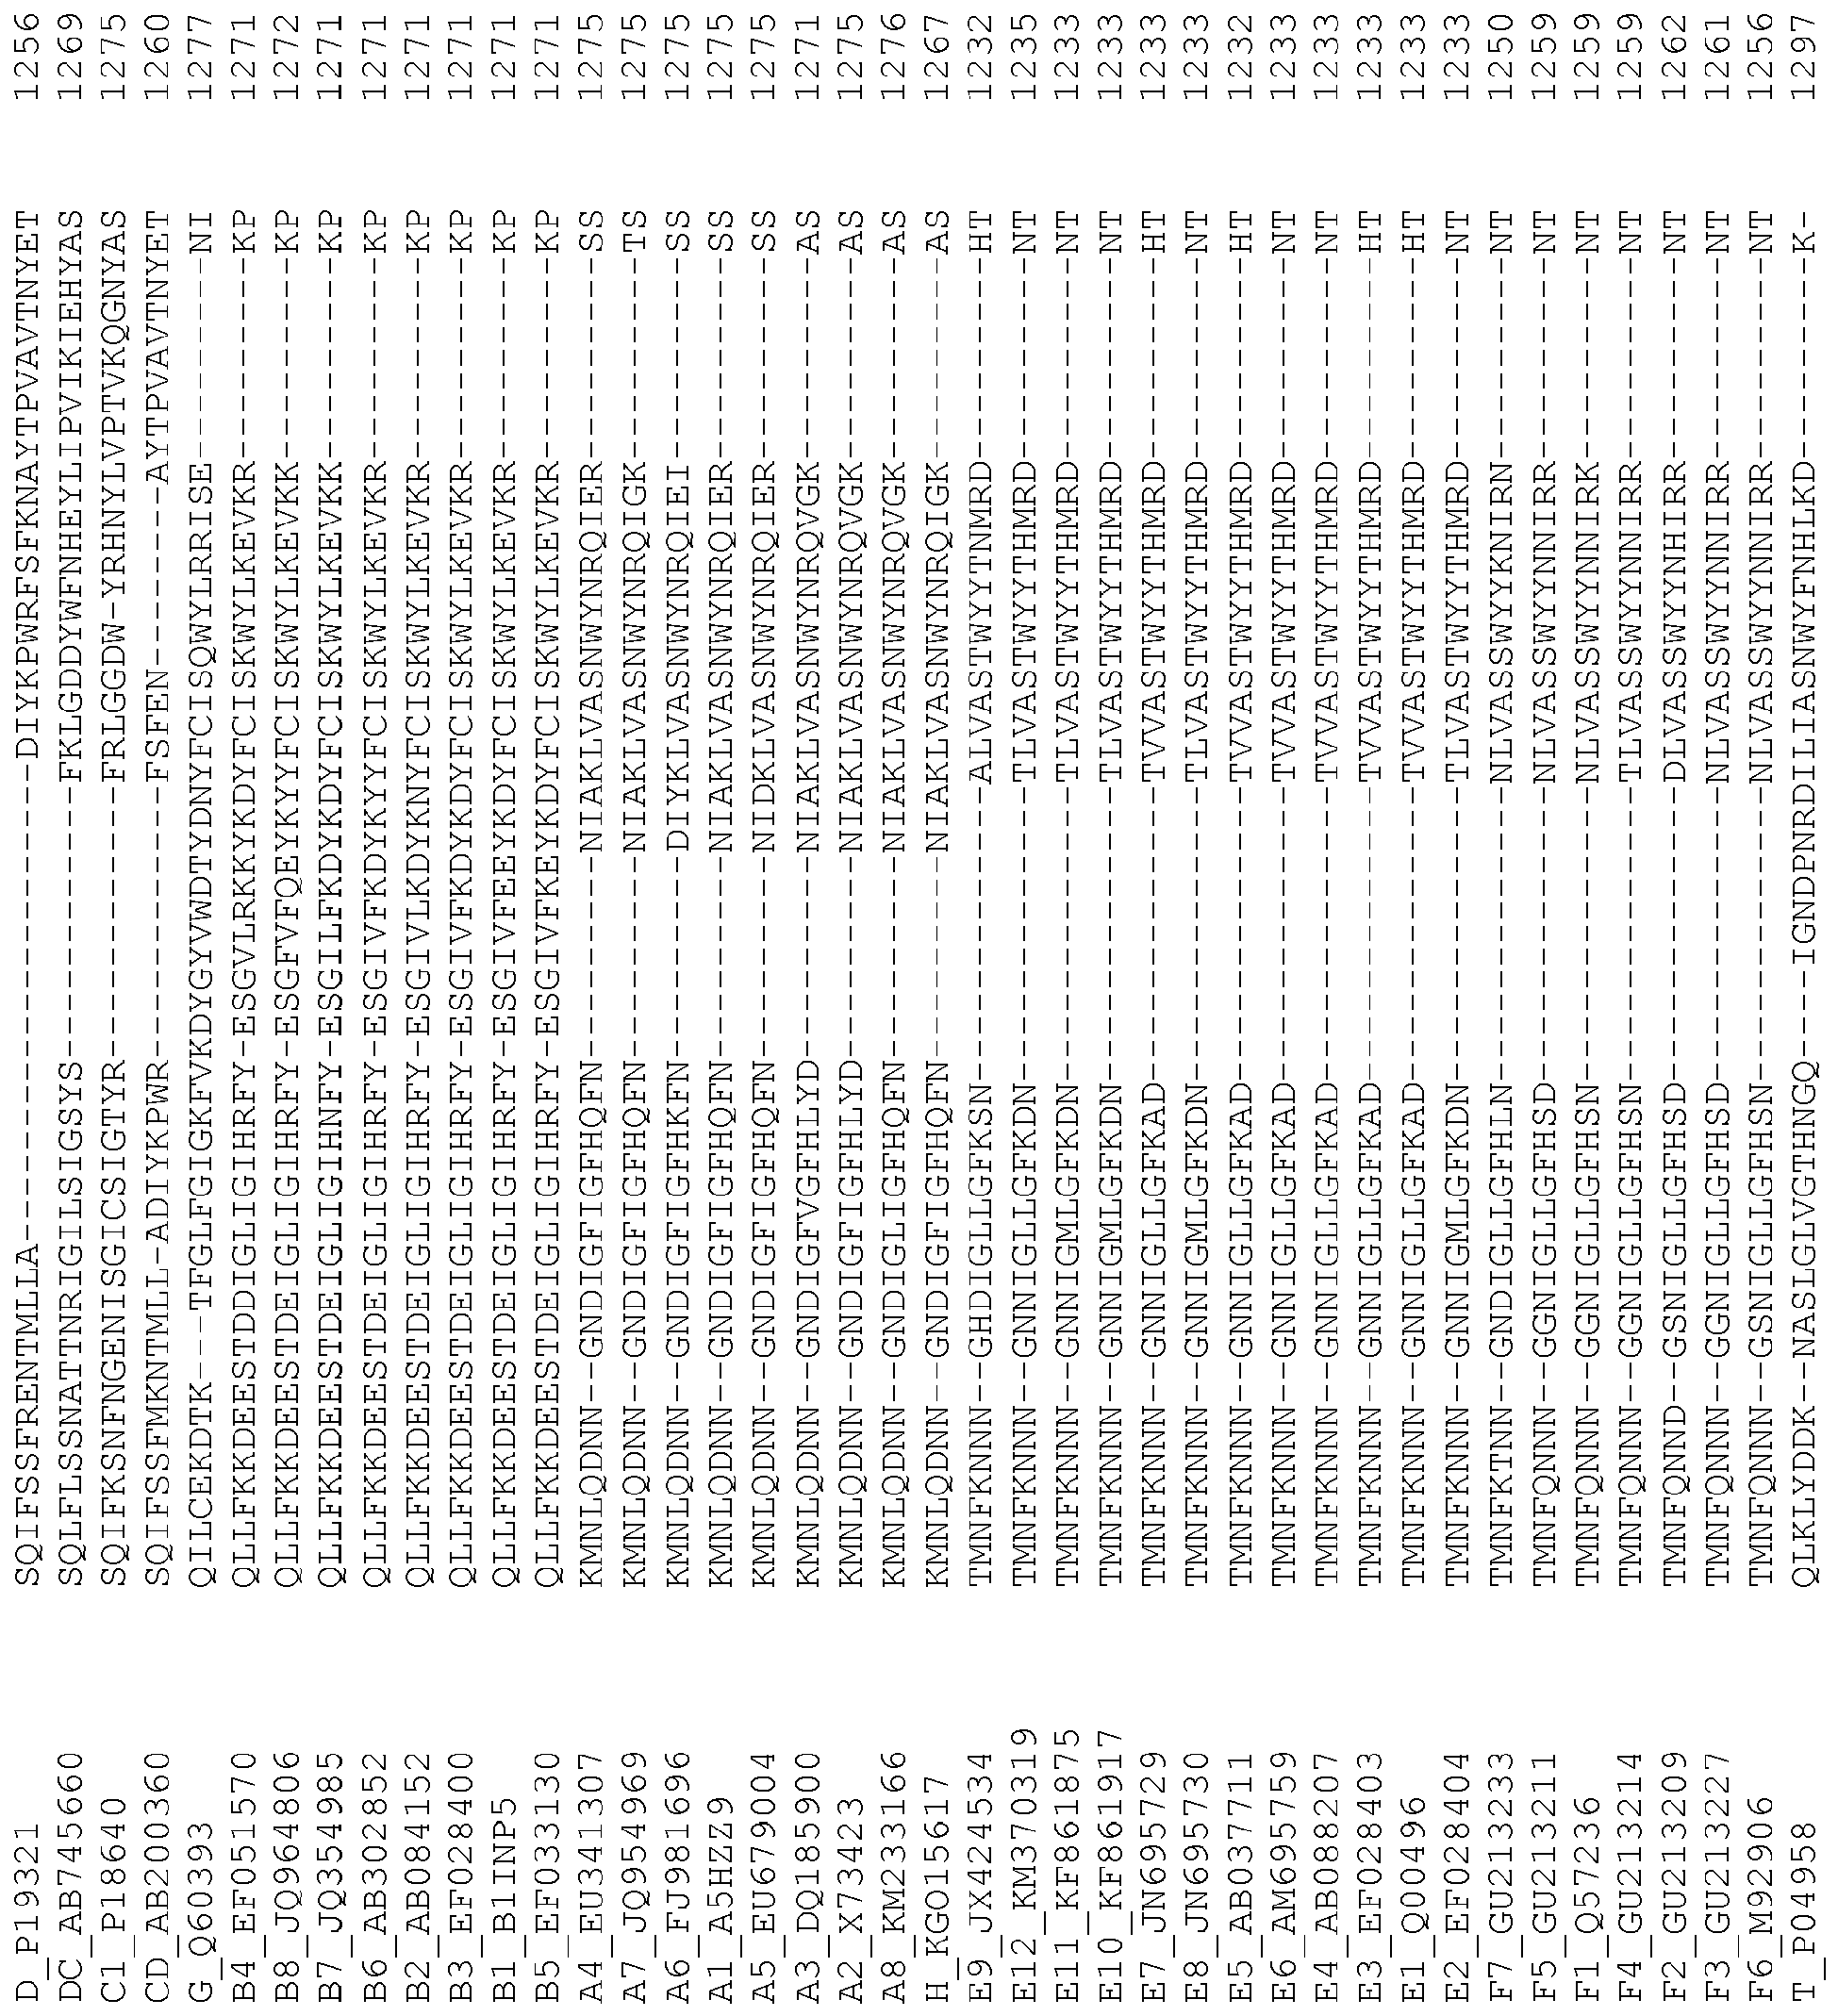 D_P19321 SQIFSSFRENTMLLA---------------------DIYKPWRFSFKNAYTPVAVTNYET 1256
DC_AB745660 SQLFLSSNATTNRIGILSIGSYS------------FKLGDDYWFNHEYLIPVIKIEHYAS 1269
C1_P18640 SQIFKSNFNGENISGICSIGTYR------------FRLGGDW-YRHNYLVPTVKQGNYAS 1275
CD_AB200360 SQIFSSFMKNTMLL-ADIYKPWR------------FSFEN--------AYTPVAVTNYET 1260
G_Q60393 QILCEKDTK---TFGLFGIGKFVKDYGYVWDTYDNYFCISQWYLRRISE---------NI 1277
B4_EF051570 QLLFKKDEESTDDIGLIGIHRFY-ESGVLRKKYKDYFCISKWYLKEVKR---------KP 1271
B8_JQ964806 QLLFKKDEESTDEIGLIGIHRFY-ESGFVFQEYKYYFCISKWYLKEVKK---------KP 1272
B7_JQ354985 QLLFKKDEESTDEIGLIGIHNFY-ESGILFKDYKDYFCISKWYLKEVKK---------KP 1271
B6_AB302852 QLLFKKDEESTDEIGLIGIHRFY-ESGIVFKDYKYYFCISKWYLKEVKR---------KP 1271
B2_AB084152 QLLFKKDEESTDEIGLIGIHRFY-ESGIVLKDYKNYFCISKWYLKEVKR---------KP 1271
B3_EF028400 QLLFKKDEESTDEIGLIGIHRFY-ESGIVFKDYKDYFCISKWYLKEVKR---------KP 1271
B1_B1INP5 QLLFKKDEESTDEIGLIGIHRFY-ESGIVFEEYKDYFCISKWYLKEVKR---------KP 1271
B5_EF033130 QLLFKKDEESTDEIGLIGIHRFY-ESGIVFKEYKDYFCISKWYLKEVKR---------KP 1271
A4_EU341307 KMNLQDNN--GNDIGFIGFHQFN---------NIAKLVASNWYNRQIER---------SS 1275
A7_JQ954969 KMNLQDNN--GNDIGFIGFHQFN---------NIAKLVASNWYNRQIGK---------TS 1275
A6_FJ981696 KMNLQDNN--GNDIGFIGFHKFN---------DIYKLVASNWYNRQIEI---------SS 1275
A1_A5HZZ9 KMNLQDNN--GNDIGFIGFHQFN---------NIAKLVASNWYNRQIER---------SS 1275
A5_EU679004 KMNLQDNN--GNDIGFIGFHQFN---------NIDKLVASNWYNRQIER---------SS 1275
A3_DQ185900 KMNLQDNN--GNDIGFVGFHLYD---------NIAKLVASNWYNRQVGK---------AS 1271
A2_X73423 KMNLQDNN--GNDIGFIGFHLYD---------NIAKLVASNWYNRQVGK---------AS 1275
A8_KM233166 KMNLQDNN--GNDIGLIGFHQFN---------NIAKLVASNWYNRQVGK---------AS 1276
H_KGO15617 KMNLQDNN--GNDIGFIGFHQFN---------NIAKLVASNWYNRQIGK---------AS 1267
E9_JX424534 TMNFKNNN--GHDIGLLGFKSN-------------ALVASTWYYTNMRD---------HT 1232
E12_KM370319 TMNFKNNN--GNNIGLLGFKDN-------------TLVASTWYYTHMRD---------NT 1235
E11_KF861875 TMNFKNNN--GNNIGMLGFKDN-------------TLVASTWYYTHMRD---------NT 1233
E10_KF861917 TMNFKNNN--GNNIGMLGFKDN-------------TLVASTWYYTHMRD---------NT 1233
E7_JN695729 TMNFKNNN--GNNIGLLGFKAD-------------TVVASTWYYTHMRD---------HT 1233
E8_JN695730 TMNFKNNN--GNNIGMLGFKDN-------------TLVASTWYYTHMRD---------NT 1233
E5_AB037711 TMNFKNNN--GNNIGLLGFKAD-------------TVVASTWYYTHMRD---------HT 1232
E6_AM695759 TMNFKNNN--GNNIGLLGFKAD-------------TVVASTWYYTHMRD---------NT 1233
E4_AB088207 TMNFKNNN--GNNIGLLGFKAD-------------TVVASTWYYTHMRD---------NT 1233
E3_EF028403 TMNFKNNN--GNNIGLLGFKAD-------------TVVASTWYYTHMRD---------HT 1233
E1_Q00496 TMNFKNNN--GNNIGLLGFKAD-------------TVVASTWYYTHMRD---------HT 1233
E2_EF028404 TMNFKNNN--GNNIGMLGFKDN-------------TLVASTWYYTHMRD---------NT 1233
F7_GU213233 TMNFKTNN--GNDIGLLGFHLN-------------NLVASSWYYKNIRN---------NT 1250
F5_GU213211 TMNFQNNN--GGNIGLLGFHSD-------------NLVASSWYYNNIRR---------NT 1259
F1_Q57236 TMNFQNNN--GGNIGLLGFHSN-------------NLVASSWYYNNIRK---------NT 1259
F4_GU213214 TMNFQNNN--GGNIGLLGFHSN-------------TLVASSWYYNNIRR---------NT 1259
F2_GU213209 TMNFQNND--GSNIGLLGFHSD-------------DLVASSWYYNHIRR---------NT 1262
F3_GU213227 TMNFQNNN--GGNIGLLGFHSD-------------NLVASSWYYNNIRR---------NT 1261
F6_M92906 TMNFQNNN--GSNIGLLGFHSN-------------NLVASSWYYNNIRR---------NT 1256
T_P04958 QLKLYDDK--NASLGLVGTHNGQ----IGNDPNRDILIASNWYFNHLKD---------K- 1297